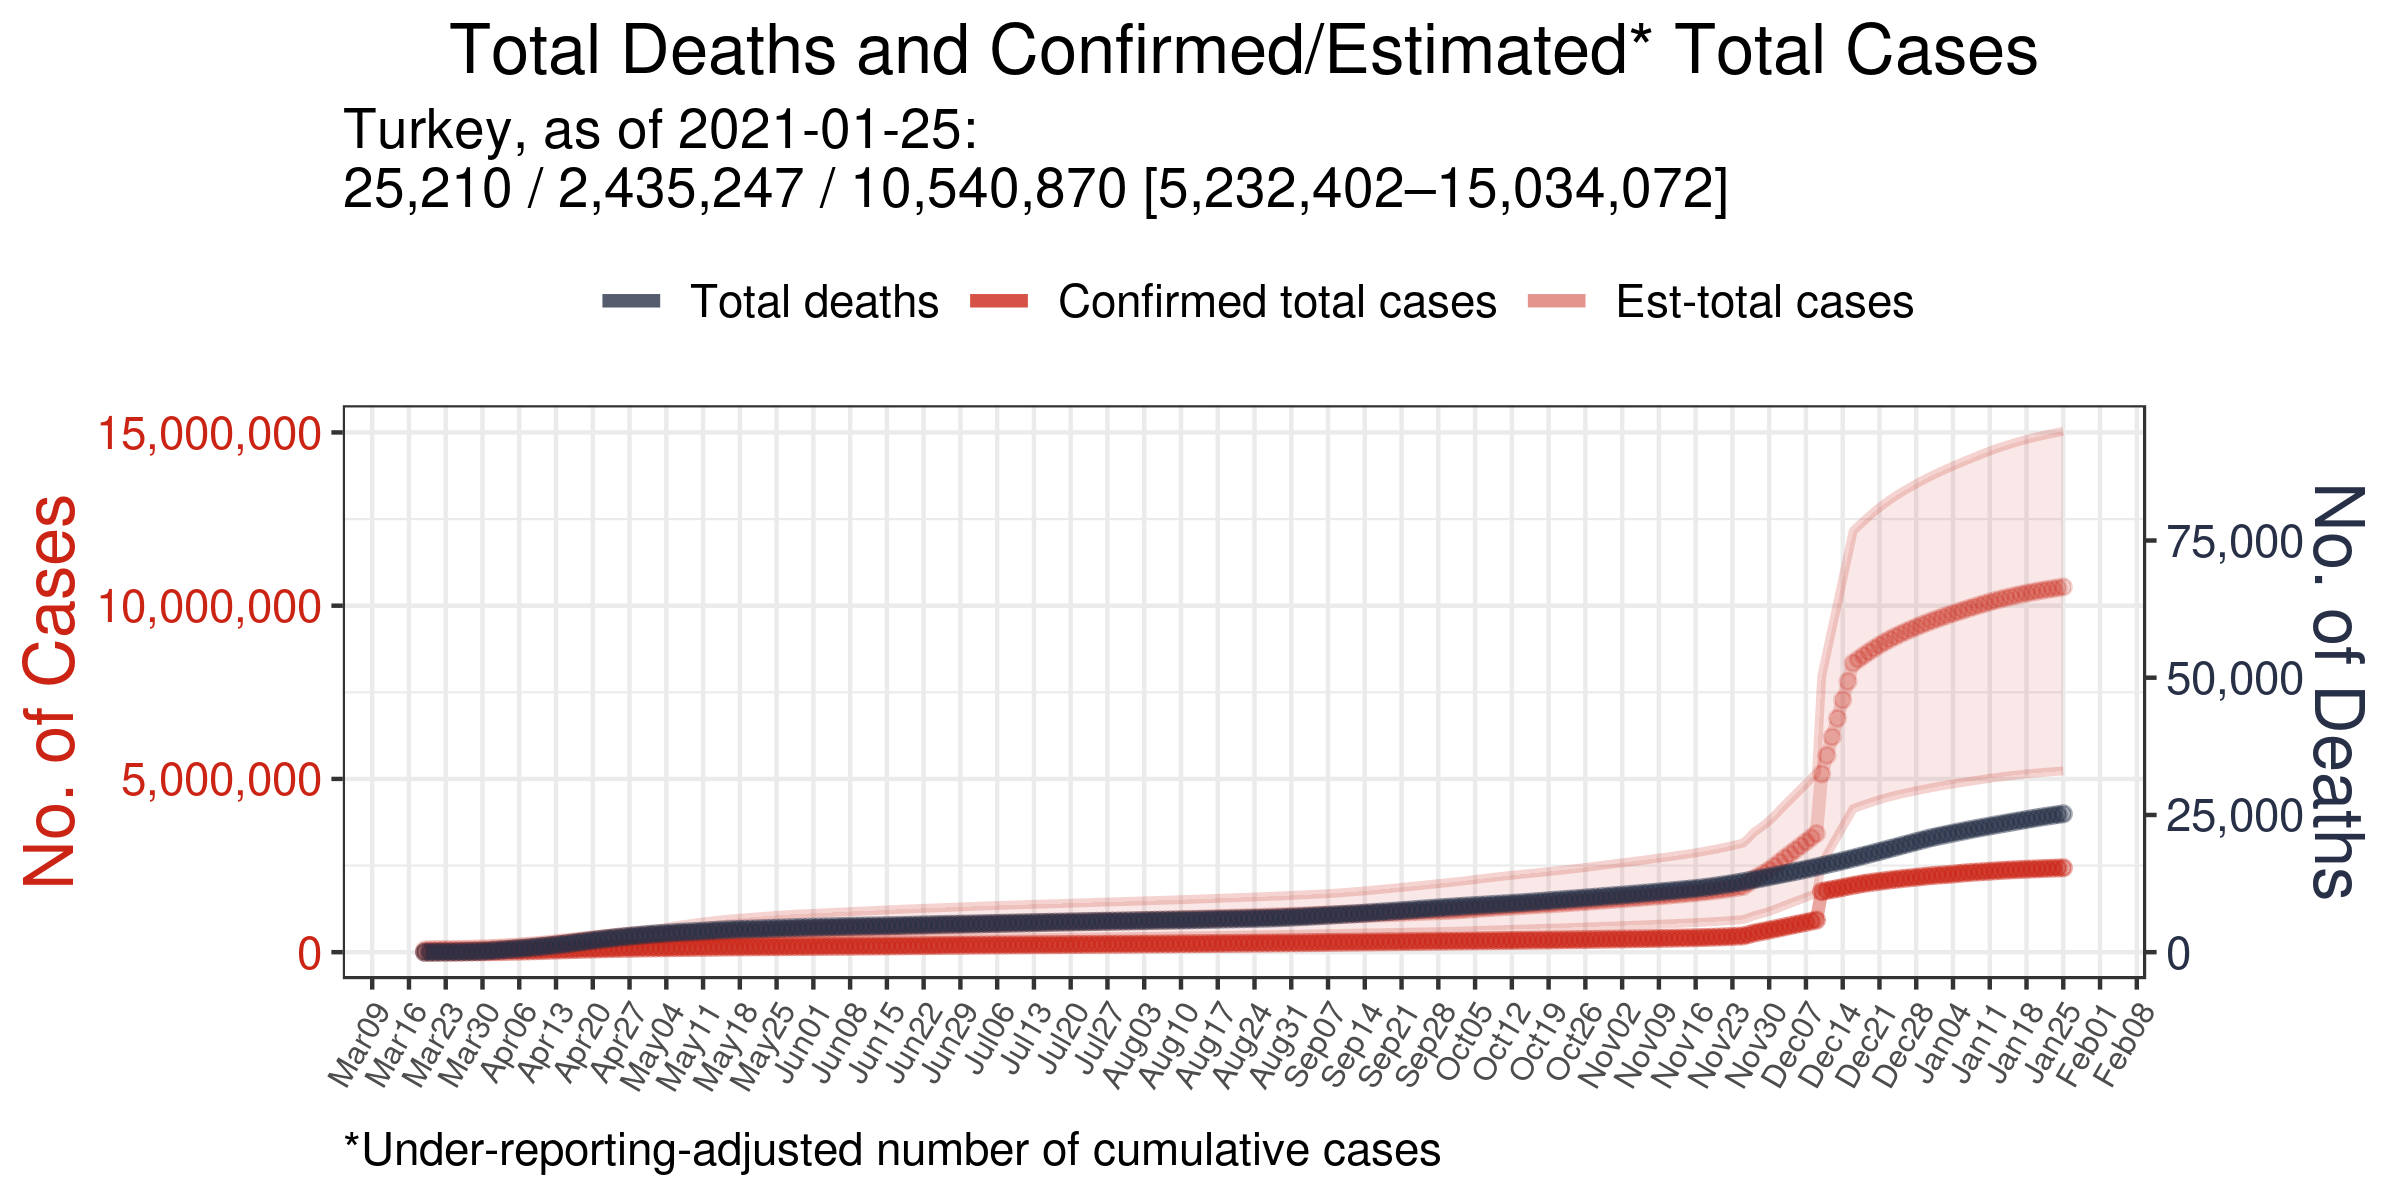 Total Deaths and Confirmed/Estimated* Total Cases
Turkey, as of 2021-01-25:
25,210 / 2,435,247 / 10,540,870 [5,232,402–15,034,072]
Total deaths
Confirmed total cases
Est-total cases
No. of Cases
15,000,000
10,000,000
5,000,000
0
75,000
50,000
25,000
0
No. of Deaths
Mar09
Mar16
Mar23
Mar30
Apr06
Apr13
Apr20
Apr27
May04
May11
May18
May25
Jun01
Jun08
Jun15
Jun22
Jun29
Jul06
Jul13
Jul20
Jul27
Aug03
Aug10
Aug17
Aug24
Aug31
Sep07
Sep14
Sep21
Sep28
Oct05
Oct12
Oct19
Oct26
Nov02
Nov09
Nov16
Nov23
Nov30
Dec07
Dec14
Dec21
Dec28
Jan04
Jan11
Jan18
Jan25
Feb01
Feb08
*Under-reporting-adjusted number of cumulative cases